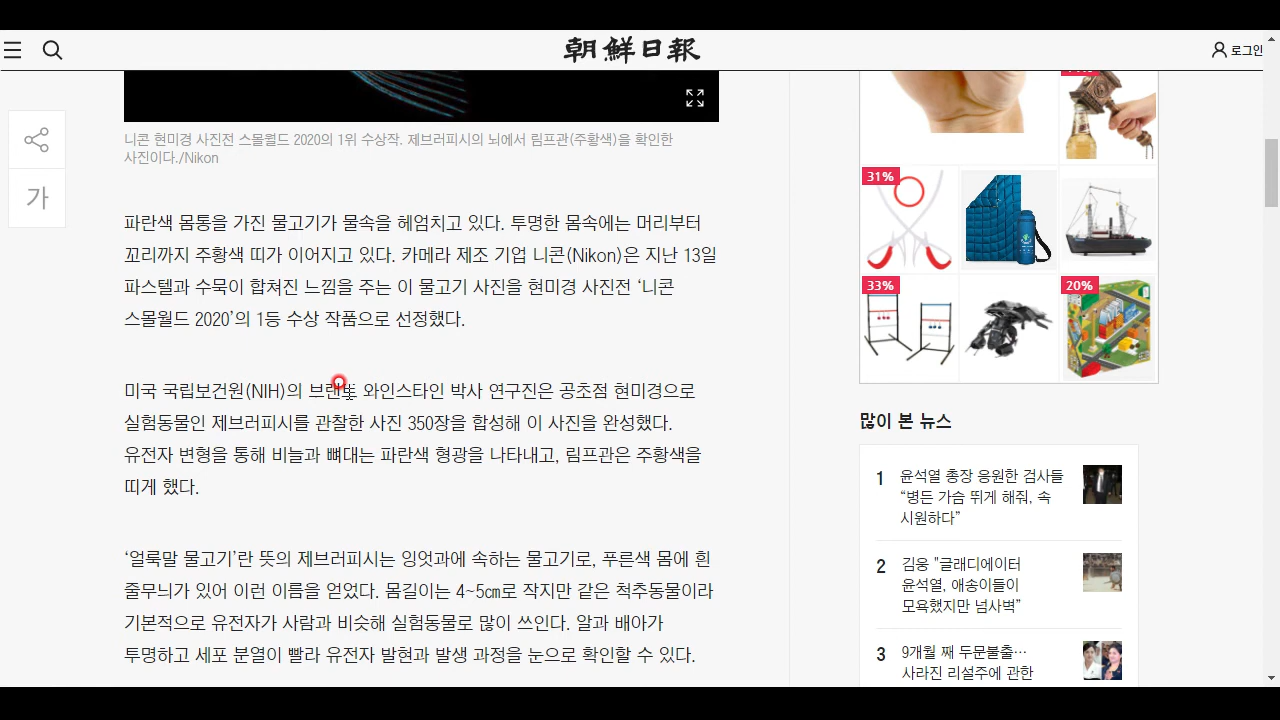 朝鮮日報
로그인
가
니콘 현미경 사진전 스몰월드 2020의 1위 수상작. 제브러피시의 뇌에서 림프관(주황색)을 확인한
사진이다./Nikon
파란색 몸통을 가진 물고기가 물속을 헤엄치고 있다. 투명한 몸속에는 머리부터
꼬리까지 주황색 띠가 이어지고 있다. 카메라 제조 기업 니콘(Nikon)은 지난 13일
파스텔과 수묵이 합쳐진 느낌을 주는 이 물고기 사진을 현미경 사진전 ‘니콘
스몰월드 2020’의 1등 수상 작품으로 선정했다.
미국 국립보건원(NIH)의 브랜또 와인스타인 박사 연구진은 공초점 현미경으로
실험동물인 제브러피시를 관찰한 사진 350장을 합성해 이 사진을 완성했다.
유전자 변형을 통해 비늘과 뼈대는 파란색 형광을 나타내고, 림프관은 주황색을
띠게 했다.
‘얼룩말 물고기’란 뜻의 제브러피시는 잉엇과에 속하는 물고기로, 푸른색 몸에 흰
줄무늬가 있어 이런 이름을 얻었다. 몸길이는 4~5㎝로 작지만 같은 척추동물이라
기본적으로 유전자가 사람과 비슷해 실험동물로 많이 쓰인다. 알과 배아가
투명하고 세포 분열이 빨라 유전자 발현과 발생 과정을 눈으로 확인할 수 있다.
31%
33%
20%
많이 본 뉴스
1 윤석열 총장 응원한 검사들
“병든 가슴 뛰게 해줘, 속
시원하다”
2 김웅 "글래디에이터
윤석열, 애송이들이
모욕했지만 넘사벽”
3 9개월 째 두문불출…
사라진 리설주에 관한